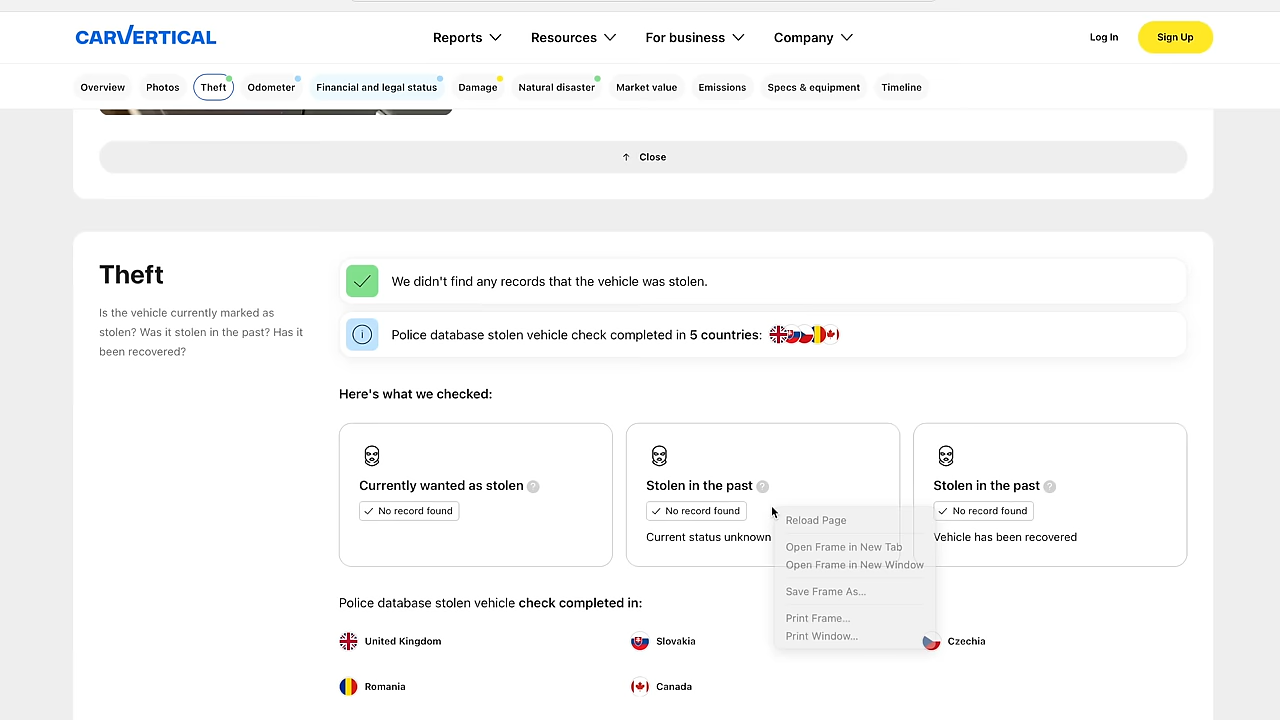 CARVERTICAL
Reports
Resources
For business
Company
Log In
Sign Up
Overview
Photos
Theft
Odometer
Financial and legal status
Damage
Natural disaster
Market value
Emissions
Specs & equipment
Timeline
↑ Close
Theft
Is the vehicle currently marked as
stolen? Was it stolen in the past? Has it
been recovered?
We didn't find any records that the vehicle was stolen.
Police database stolen vehicle check completed in 5 countries:
Here's what we checked:
Currently wanted as stolen ?
No record found
Stolen in the past ?
No record found
Current status unknown
Stolen in the past ?
No record found
Vehicle has been recovered
Reload Page
Open Frame in New Tab
Open Frame in New Window
Save Frame As...
Print Frame...
Print Window...
Police database stolen vehicle check completed in:
United Kingdom
Slovakia
Czechia
Romania
Canada